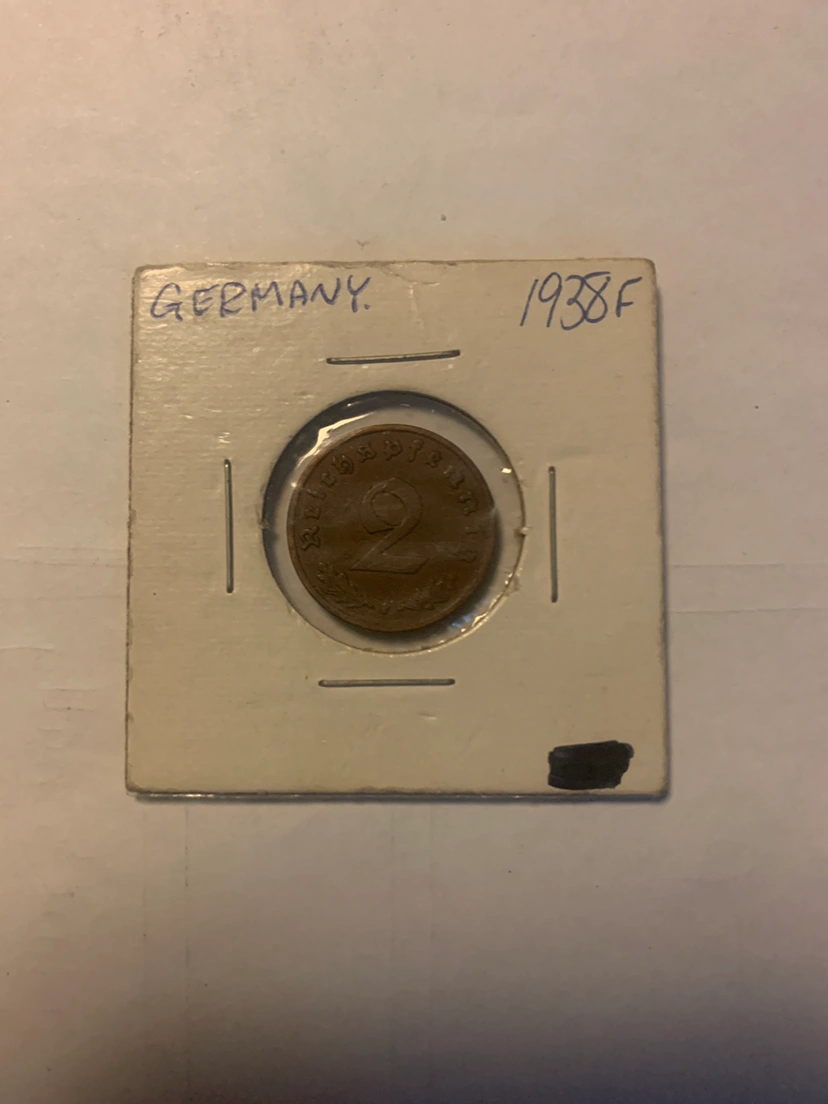 GERMANY. 1938F
Reichspfennig
2
F